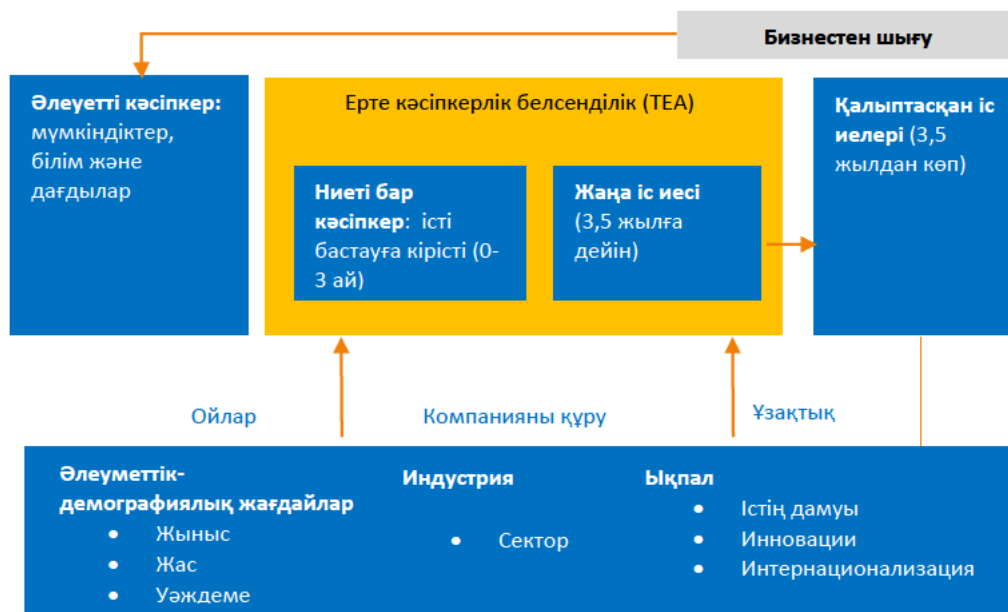 Бизнестен шығу
Әлеуетті кәсіпкер:
мүмкіндіктер,
білім және
дағдылар
Ерте кәсіпкерлік белсенділік (TEA)
Ниеті бар
кәсіпкер: істі
бастауға кірісті (0-
3 ай)
Жаңа іс иесі
(3,5 жылға
дейін)
Қалыптасқан іс
иелері (3,5
жылдан көп)
Ойлар
Компанияны құру
Ұзақтық
Әлеуметтік-
демографиялық жағдайлар
• Жыныс
• Жас
• Уәждеме
Индустрия
• Сектор
Ықпал
• Істің дамуы
• Инновации
• Интернационализация